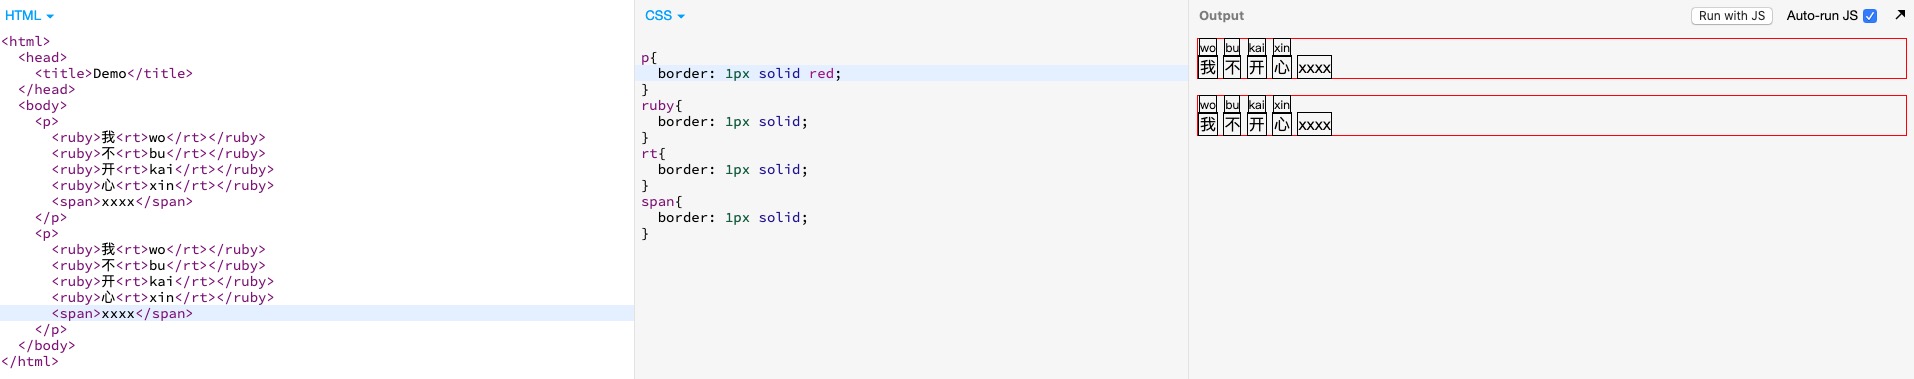 HTML
<html>
  <head>
    <title>Demo</title>
  </head>
  <body>
    <p>
      <ruby>我<rt>wo</rt></ruby>
      <ruby>不<rt>bu</rt></ruby>
      <ruby>开<rt>kai</rt></ruby>
      <ruby>心<rt>xin</rt></ruby>
      <span>xxxx</span>
    </p>
    <p>
      <ruby>我<rt>wo</rt></ruby>
      <ruby>不<rt>bu</rt></ruby>
      <ruby>开<rt>kai</rt></ruby>
      <ruby>心<rt>xin</rt></ruby>
      <span>xxxx</span>
    </p>
  </body>
</html>
CSS
p{
  border: 1px solid red;
}
ruby{
  border: 1px solid;
}
rt{
  border: 1px solid;
}
span{
  border: 1px solid;
}
Output Run with JS Auto-run JS
wo bu kai xin
我 不 开 心 xxxx
wo bu kai xin
我 不 开 心 xxxx